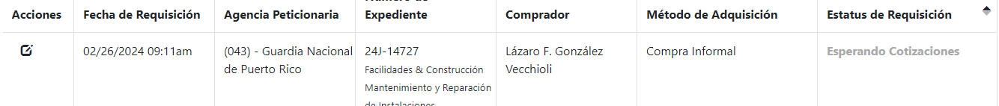 Acciones
Fecha de Requisición
Agencia Peticionaria
Expediente
Comprador
Método de Adquisición
Estatus de Requisición
02/26/2024 09:11am
(043) - Guardia Nacional
de Puerto Rico
24J-14727
Facilidades & Construcción
Mantenimiento y Reparación
de Instalaciones
Lázaro F. González
Vecchioli
Compra Informal
Esperando Cotizaciones